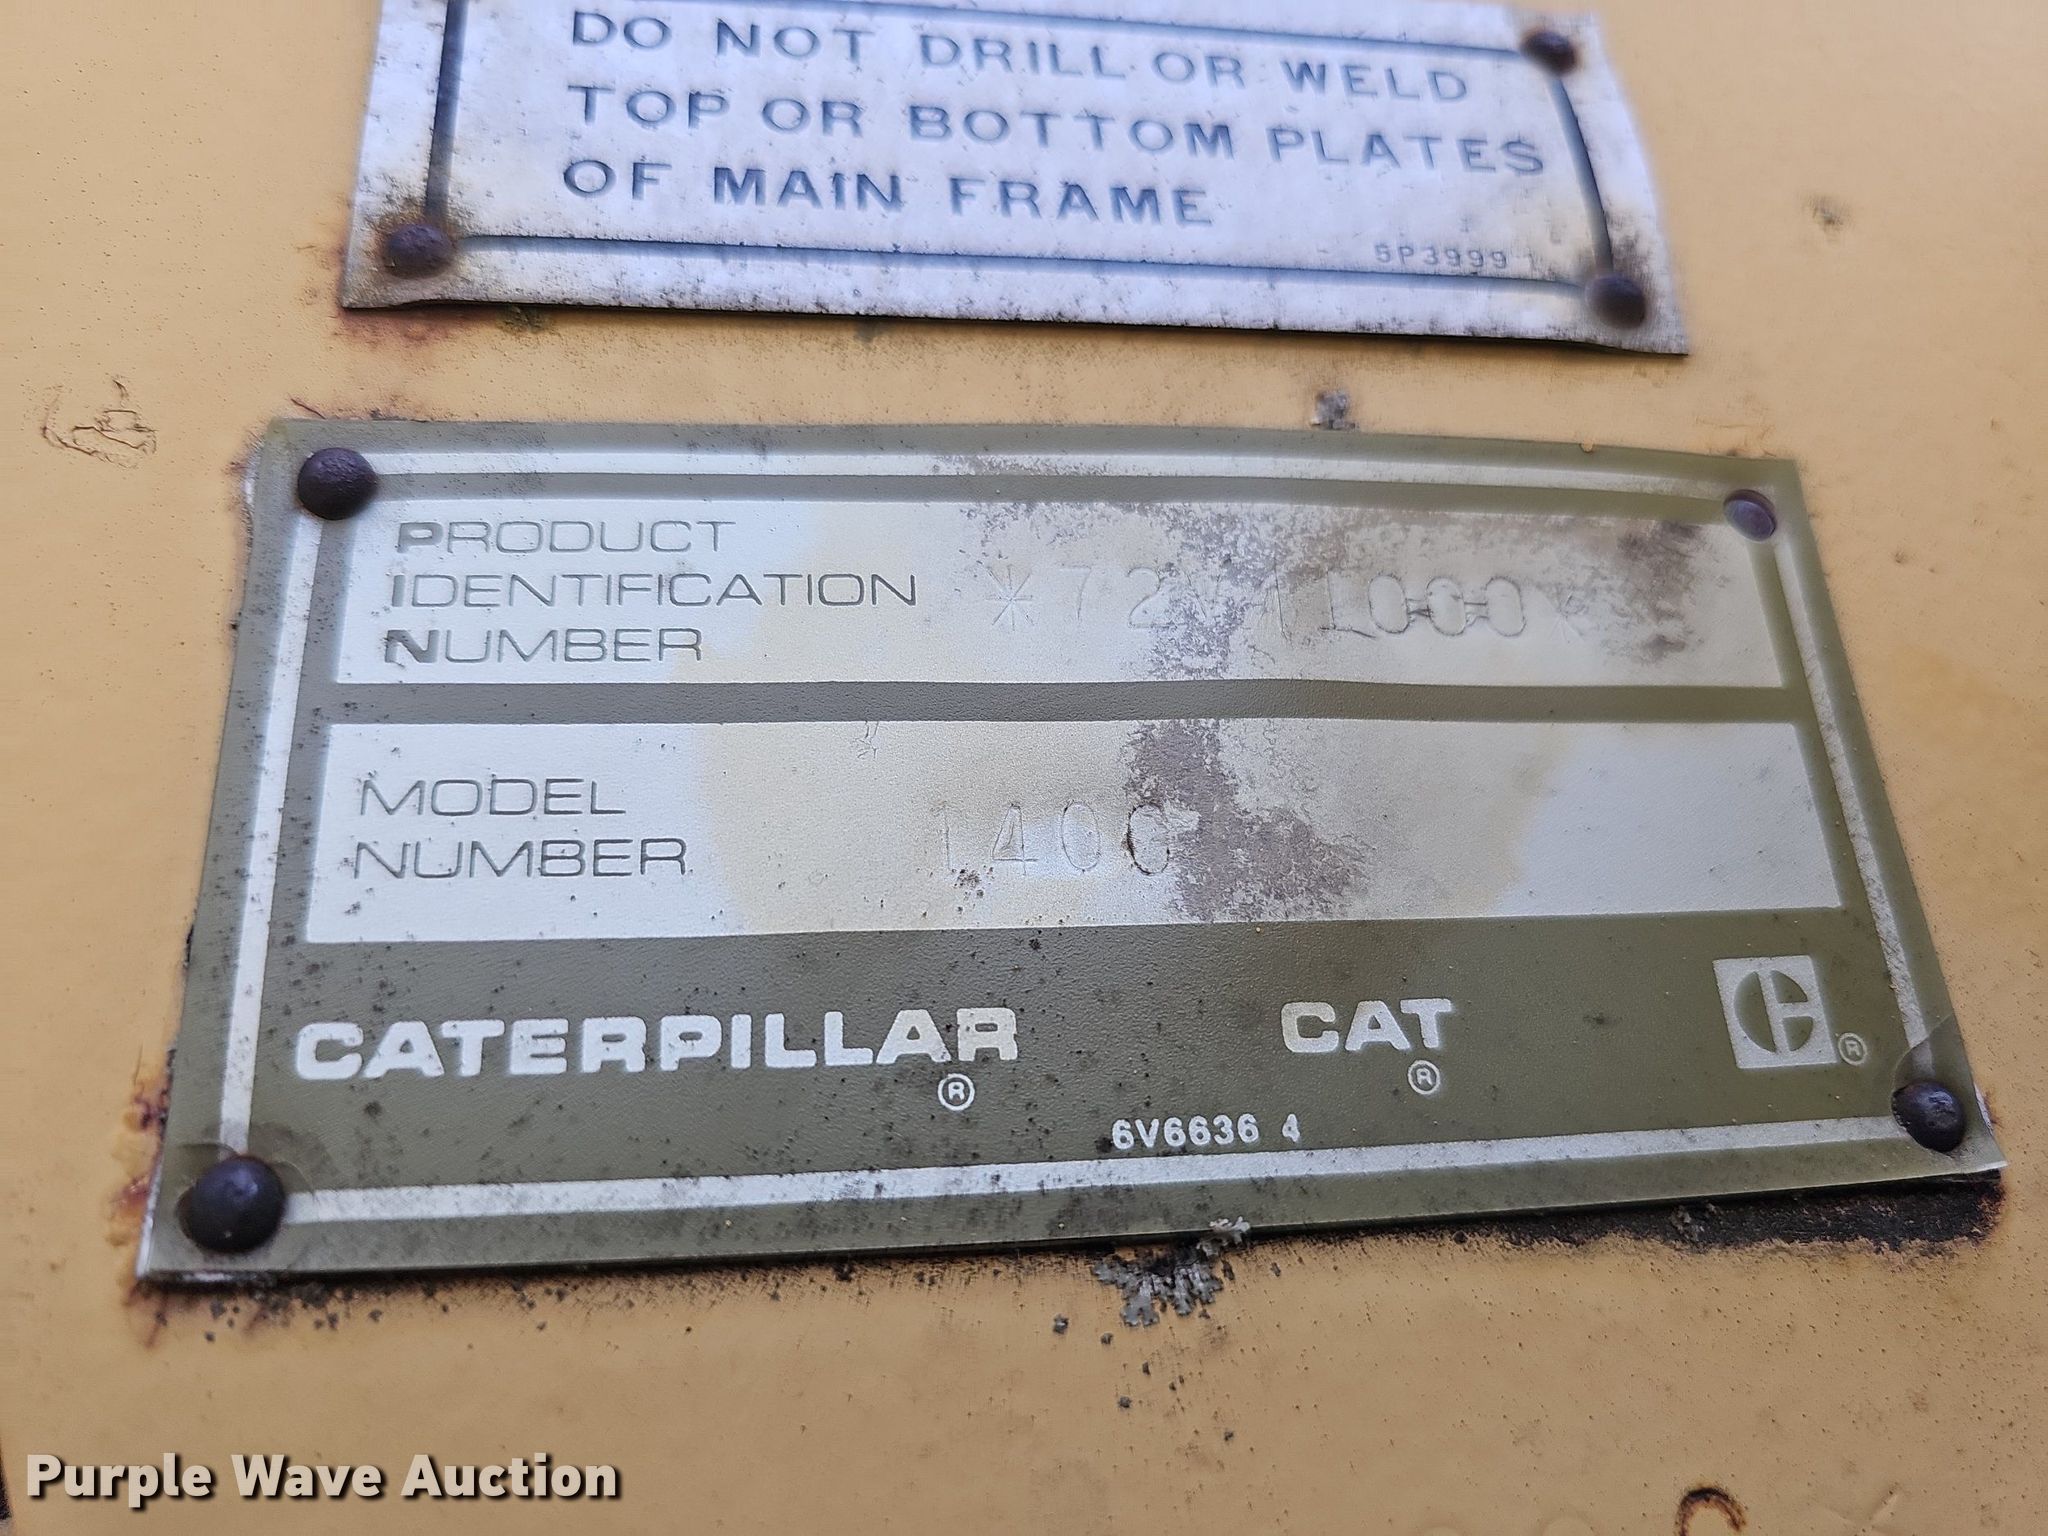 DO NOT DRILL OR WELD
TOP OR BOTTOM PLATES
OF MAIN FRAME
5P3999
PRODUCT
IDENTIFICATION
NUMBER
MODEL
NUMBER
140G
CATERPILLAR ®
CAT ®
®
6V6636 4
Purple Wave Auction